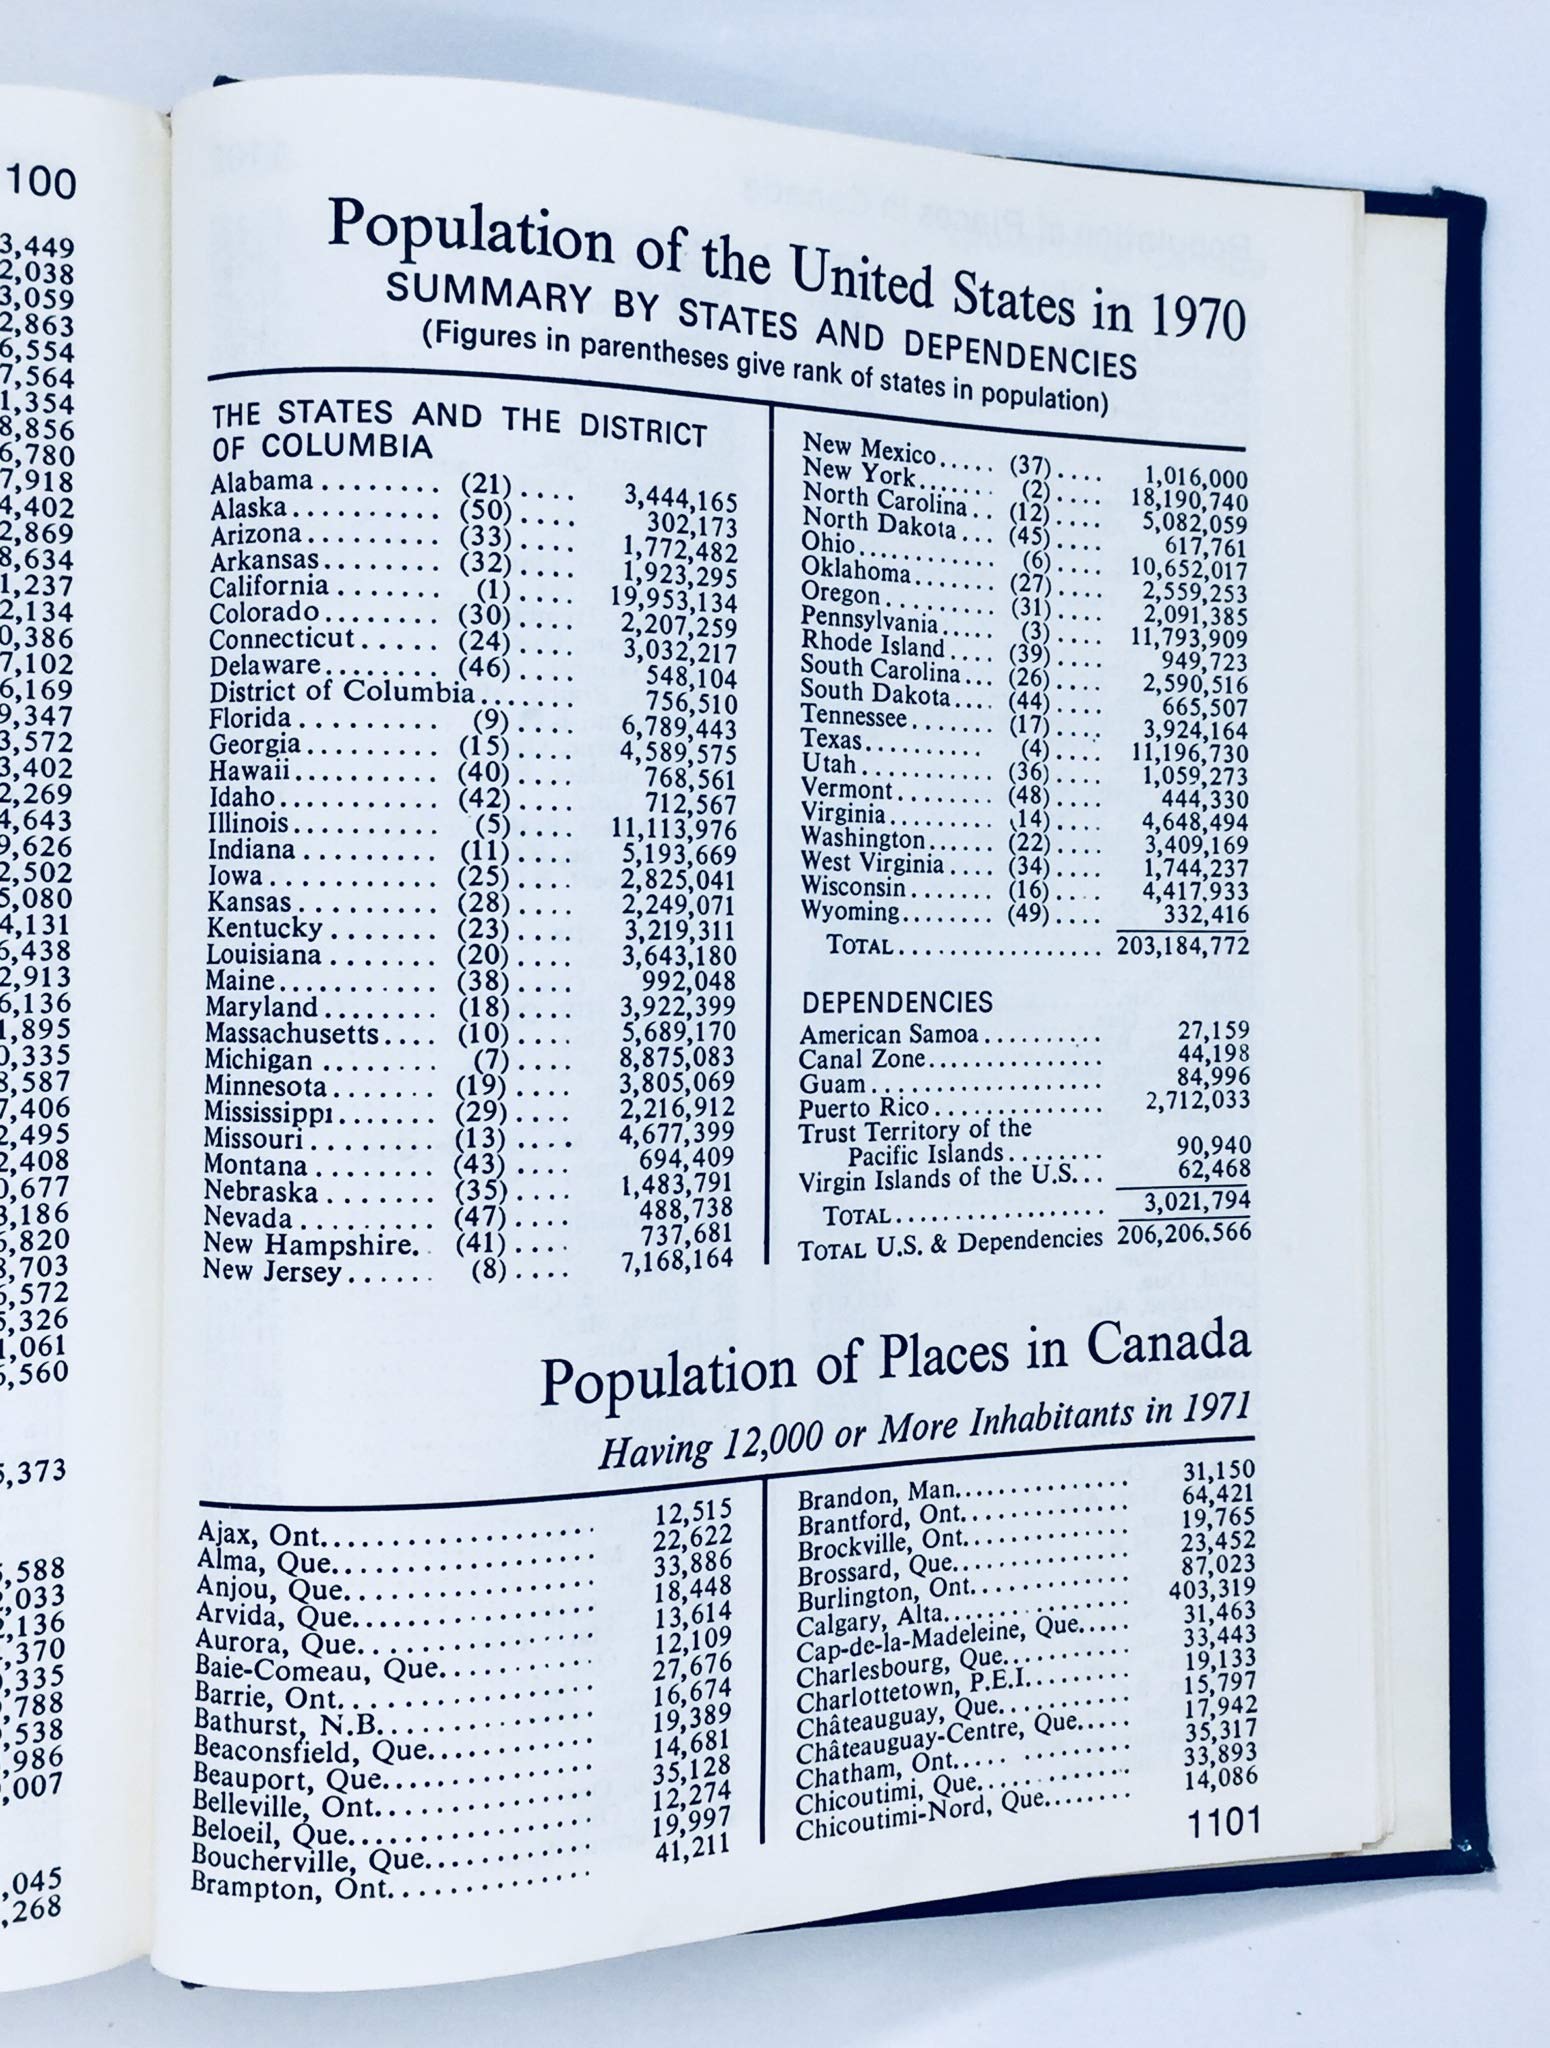 100
3,449
2,038
3,059
2,863
6,554
7,564
1,354
8,856
6,780
7,918
4,402
2,869
8,634
1,237
2,134
0,386
7,102
6,169
9,347
3,572
3,402
2,269
4,643
9,626
2,502
5,080
4,131
6,438
2,913
6,136
1,895
0,335
8,587
7,406
2,495
2,408
0,677
3,186
5,820
8,703
5,572
5,326
1,061
5,560
5,373
,588
,033
,136
,370
,335
,788
,538
,986
,007
,045
,268
Population of the United States in 1970
SUMMARY BY STATES AND DEPENDENCIES
(Figures in parentheses give rank of states in population)
THE STATES AND THE DISTRICT
OF COLUMBIA
Alabama ........ (21) .... 3,444,165
Alaska .......... (50) .... 302,173
Arizona ......... (33) .... 1,772,482
Arkansas ........ (32) .... 1,923,295
California ....... (1) .... 19,953,134
Colorado ........ (30) .... 2,207,259
Connecticut ..... (24) .... 3,032,217
Delaware ........ (46) .... 548,104
District of Columbia ....... 756,510
Florida .......... (9) .... 6,789,443
Georgia ......... (15) .... 4,589,575
Hawaii .......... (40) .... 768,561
Idaho ........... (42) .... 712,567
Illinois .......... (5) .... 11,113,976
Indiana ......... (11) .... 5,193,669
Iowa ............ (25) .... 2,825,041
Kansas .......... (28) .... 2,249,071
Kentucky ....... (23) .... 3,219,311
Louisiana ....... (20) .... 3,643,180
Maine ........... (38) .... 992,048
Maryland ........ (18) .... 3,922,399
Massachusetts .... (10) .... 5,689,170
Michigan ........ (7) .... 8,875,083
Minnesota ....... (19) .... 3,805,069
Mississippi ....... (29) .... 2,216,912
Missouri ......... (13) .... 4,677,399
Montana ........ (43) .... 694,409
Nebraska ....... (35) .... 1,483,791
Nevada ......... (47) .... 488,738
New Hampshire .. (41) .... 737,681
New Jersey ...... (8) .... 7,168,164
New Mexico ..... (37) .... 1,016,000
New York ....... (2) .... 18,190,740
North Carolina .. (12) .... 5,082,059
North Dakota ... (45) .... 617,761
Ohio ............ (6) .... 10,652,017
Oklahoma ....... (27) .... 2,559,253
Oregon .......... (31) .... 2,091,385
Pennsylvania ..... (3) .... 11,793,909
Rhode Island .... (39) .... 949,723
South Carolina ... (26) .... 2,590,516
South Dakota .... (44) .... 665,507
Tennessee ....... (17) .... 3,924,164
Texas .......... (4) .... 11,196,730
Utah ............ (36) .... 1,059,273
Vermont ........ (48) .... 444,330
Virginia ......... (14) .... 4,648,494
Washington ...... (22) .... 3,409,169
West Virginia .... (34) .... 1,744,237
Wisconsin ....... (16) .... 4,417,933
Wyoming ........ (49) .... 332,416
TOTAL ................. 203,184,772
DEPENDENCIES
American Samoa .......... 27,159
Canal Zone ............... 44,198
Guam .................... 84,996
Puerto Rico .............. 2,712,033
Trust Territory of the
Pacific Islands ........ 90,940
Virgin Islands of the U.S... 62,468
TOTAL .................. 3,021,794
TOTAL U.S. & Dependencies 206,206,566
Population of Places in Canada
Having 12,000 or More Inhabitants in 1971
Ajax, Ont. ...................... 12,515
Alma, Que. ..................... 22,622
Anjou, Que. .................... 33,886
Arvida, Que. ................... 18,448
Aurora, Que. ................... 13,614
Baie-Comeau, Que. ............ 12,109
Barrie, Ont. .................... 27,676
Bathurst, N.B. ................. 16,674
Beaconsfield, Que. ............. 19,389
Beauport, Que. ................. 14,681
Belleville, Ont. ................. 35,128
Beloeil, Que. ................... 12,274
Boucherville, Que. ............. 19,997
Brampton, Ont. ................ 41,211
Brandon, Man. ............... 31,150
Brantford, Ont. ............... 64,421
Brockville, Ont. .............. 19,765
Brossard, Que. ............... 23,452
Burlington, Ont. .............. 87,023
Calgary, Alta. ................ 403,319
Cap-de-la-Madeleine, Que. .... 31,463
Charlesbourg, Que. ........... 33,443
Charlottetown, P.E.I. ......... 19,133
Châteauguay, Que. ........... 15,797
Châteauguay-Centre, Que. .... 17,942
Chatham, Ont. .............. 35,317
Chicoutimi, Que. ............. 33,893
Chicoutimi-Nord, Que. ....... 14,086
1101